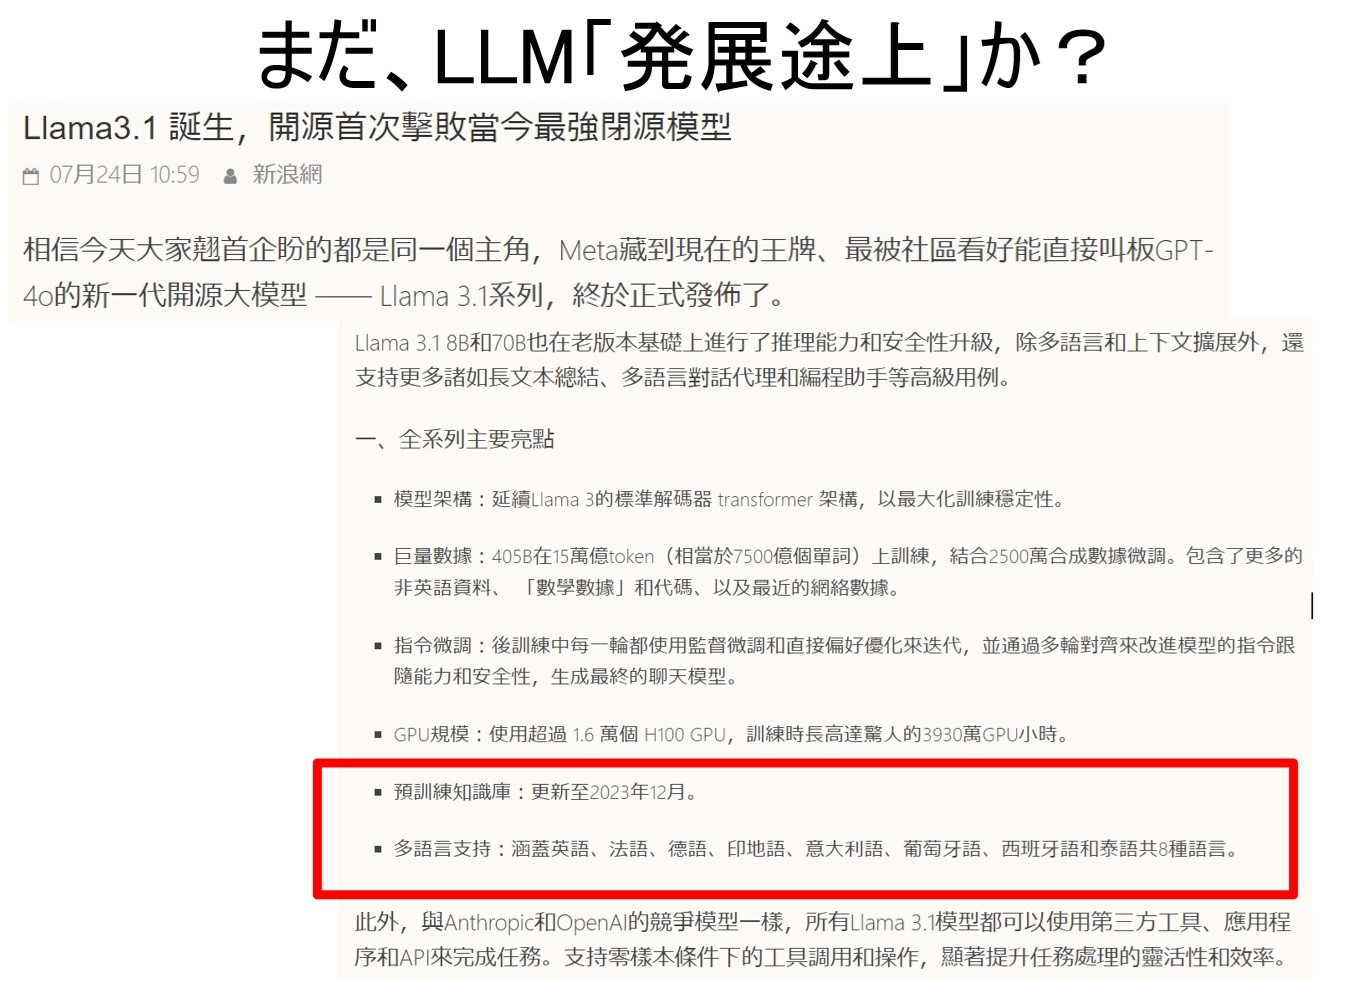 まだ、LLM「発展途上」か？
Llama3.1 誕生，開源首次擊敗當今最強閉源模型
07月24日 10:59 新浪網
相信今天大家翹首企盼的都是同一個主角，Meta藏到現在的王牌、最被社區看好能直接叫板GPT-
4o的新一代開源大模型 —— Llama 3.1系列，終於正式發佈了。
Llama 3.1 8B和70B也在老版本基礎上進行了推理能力和安全性升級，除多語言和上下文擴展外，還
支持更多諸如長文本總結、多語言對話代理和編程助手等高級用例。
一、全系列主要亮點
▪ 模型架構：延續Llama 3的標準解碼器 transformer 架構，以最大化訓練穩定性。
▪ 巨量數據：405B在15萬億token（相當於7500億個單詞）上訓練，結合2500萬合成數據微調。包含了更多的
非英語資料、 「數學數據」和代碼、以及最近的網絡數據。
▪ 指令微調：後訓練中每一輪都使用監督微調和直接偏好優化來迭代，並通過多輪對齊來改進模型的指令跟
隨能力和安全性，生成最終的聊天模型。
▪ GPU規模：使用超過 1.6 萬個 H100 GPU，訓練時長高達驚人的3930萬GPU小時。
▪ 預訓練知識庫：更新至2023年12月。
▪ 多語言支持：涵蓋英語、法語、德語、印地語、意大利語、葡萄牙語、西班牙語和泰語共8種語言。
此外，與Anthropic和OpenAI的競爭模型一樣，所有Llama 3.1模型都可以使用第三方工具、應用程
序和API來完成任務。支持零樣本條件下的工具調用和操作，顯著提升任務處理的靈活性和效率。